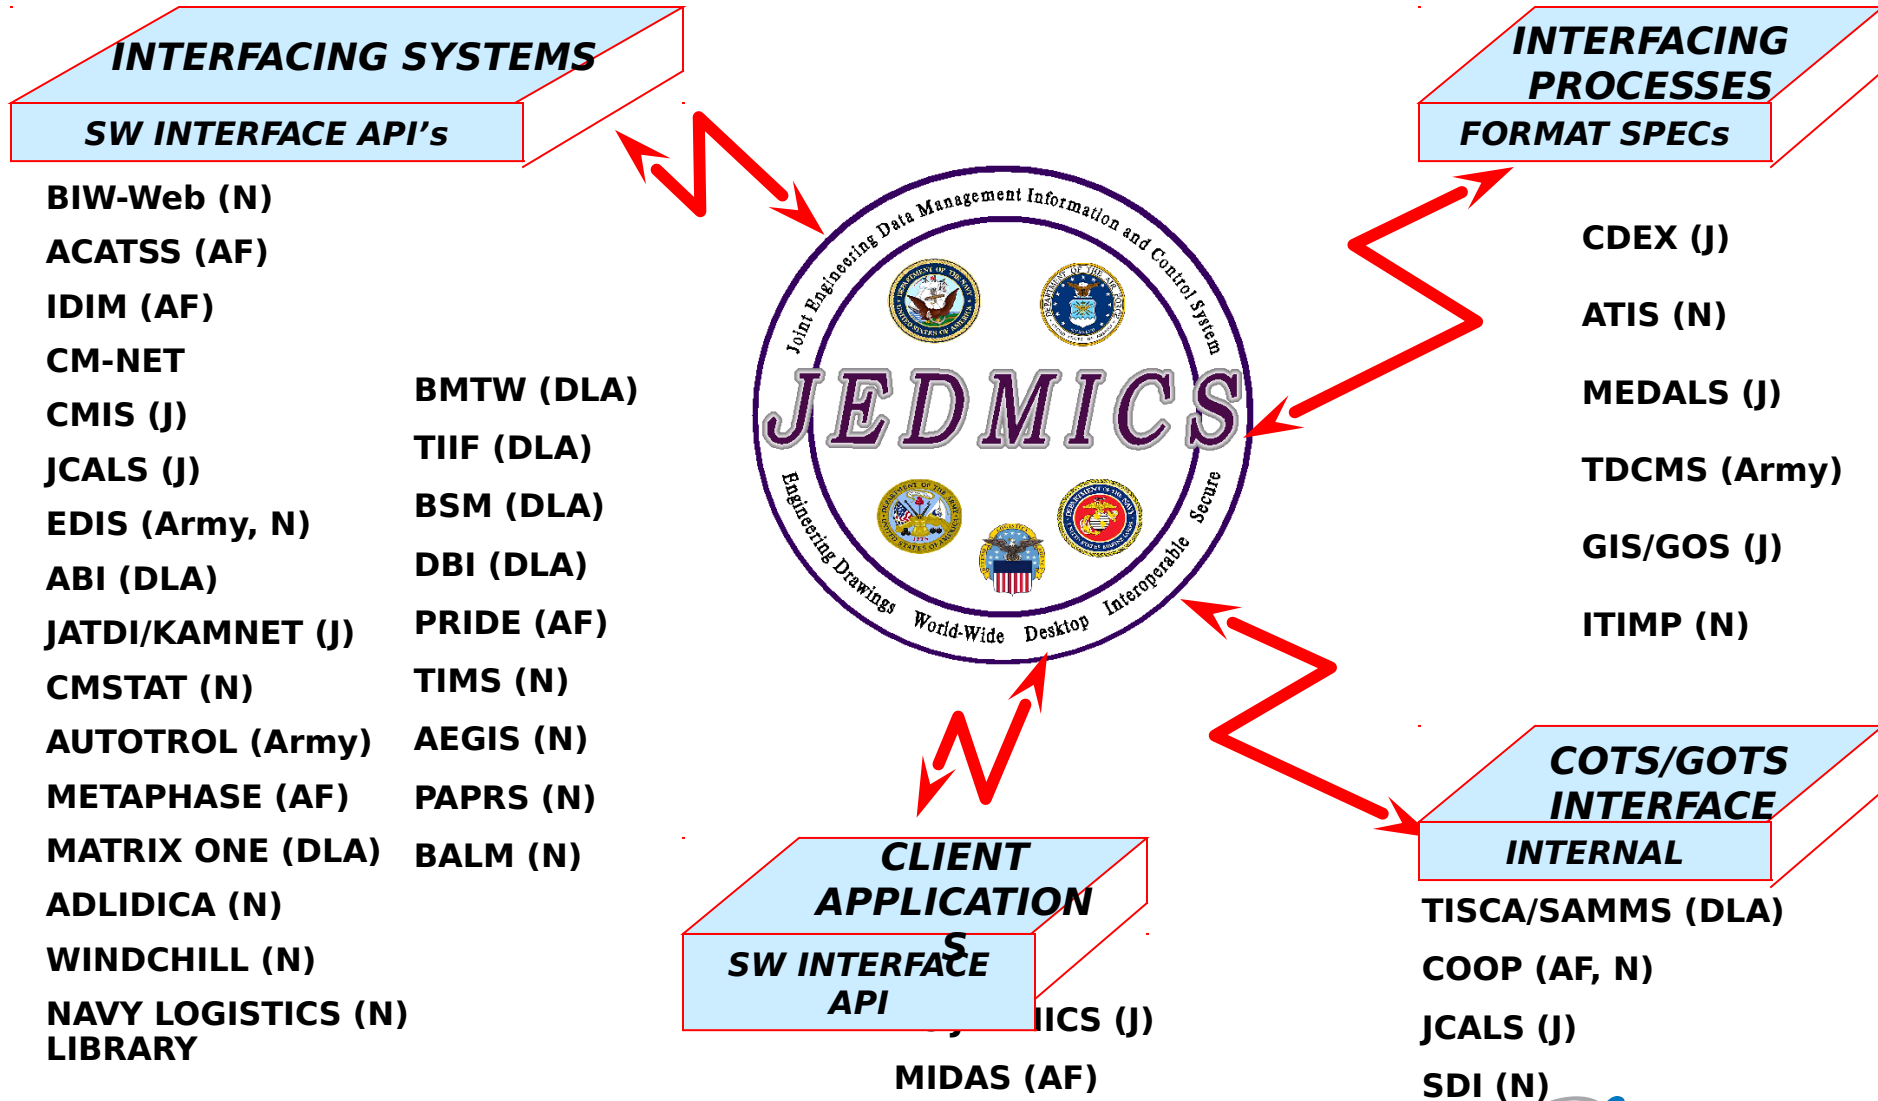 INTERFACING SYSTEMS
SW INTERFACE API’s
BIW-Web (N)
ACATSS (AF)
IDIM (AF)
CM-NET
CMIS (J)
JCALS (J)
EDIS (Army, N)
ABI (DLA)
JATDI/KAMNET (J)
CMSTAT (N)
AUTOTROL (Army)
METAPHASE (AF)
MATRIX ONE (DLA)
ADLIDICA (N)
WINDCHILL (N)
NAVY LOGISTICS (N)
LIBRARY
BMTW (DLA)
TIIF (DLA)
BSM (DLA)
DBI (DLA)
PRIDE (AF)
TIMS (N)
AEGIS (N)
PAPRS (N)
BALM (N)
Joint Engineering Data Management Information and Control System
JEDMICS
Engineering Drawings World-Wide Desktop Interoperable Secure
CLIENT
APPLICATION
S
SW INTERFACE
API
(J)
MIDAS (AF)
INTERFACING
PROCESSES
FORMAT SPECs
CDEX (J)
ATIS (N)
MEDALS (J)
TDCMS (Army)
GIS/GOS (J)
ITIMP (N)
COTS/GOTS
INTERFACE
INTERNAL
TISCA/SAMMS (DLA)
COOP (AF, N)
JCALS (J)
SDI (N)